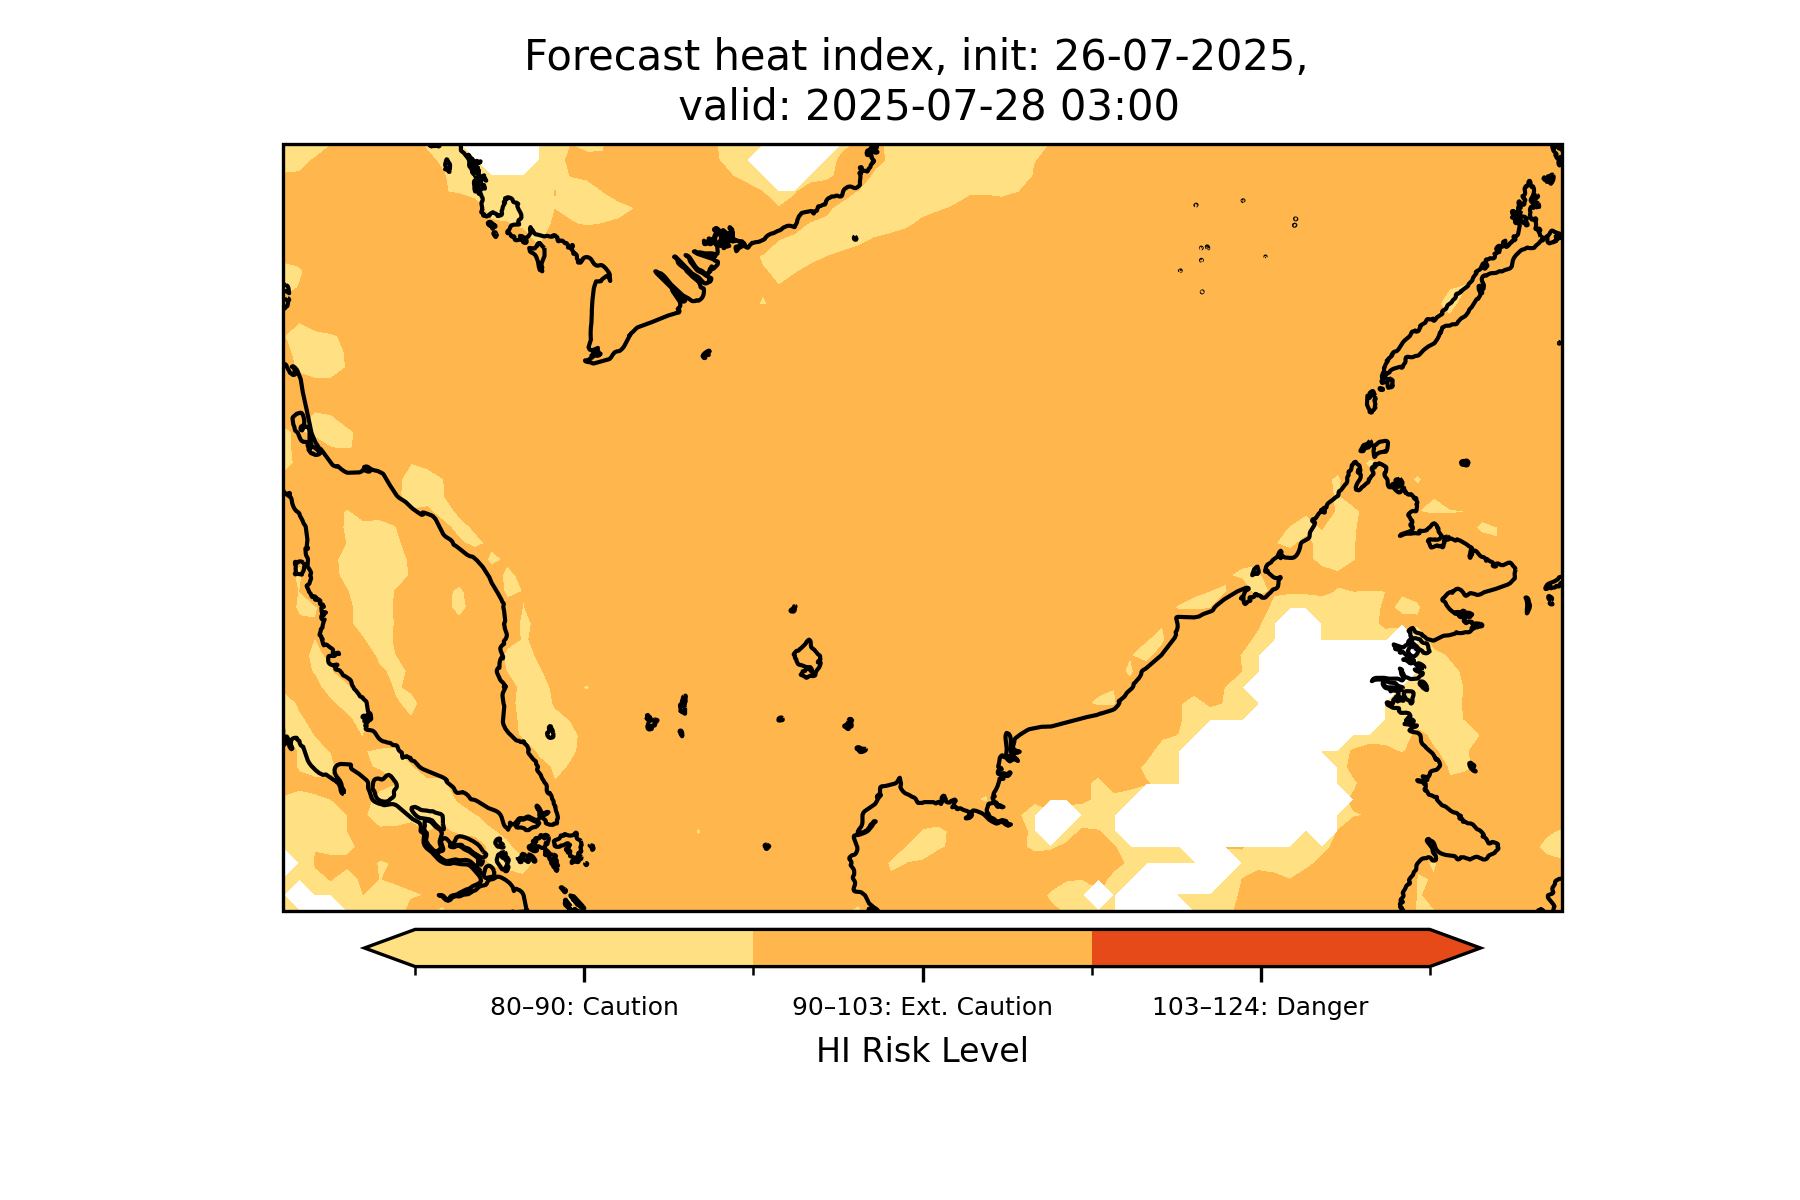 Forecast heat index, init: 26-07-2025,
valid: 2025-07-28 03:00
80–90: Caution
90–103: Ext. Caution
103–124: Danger
HI Risk Level